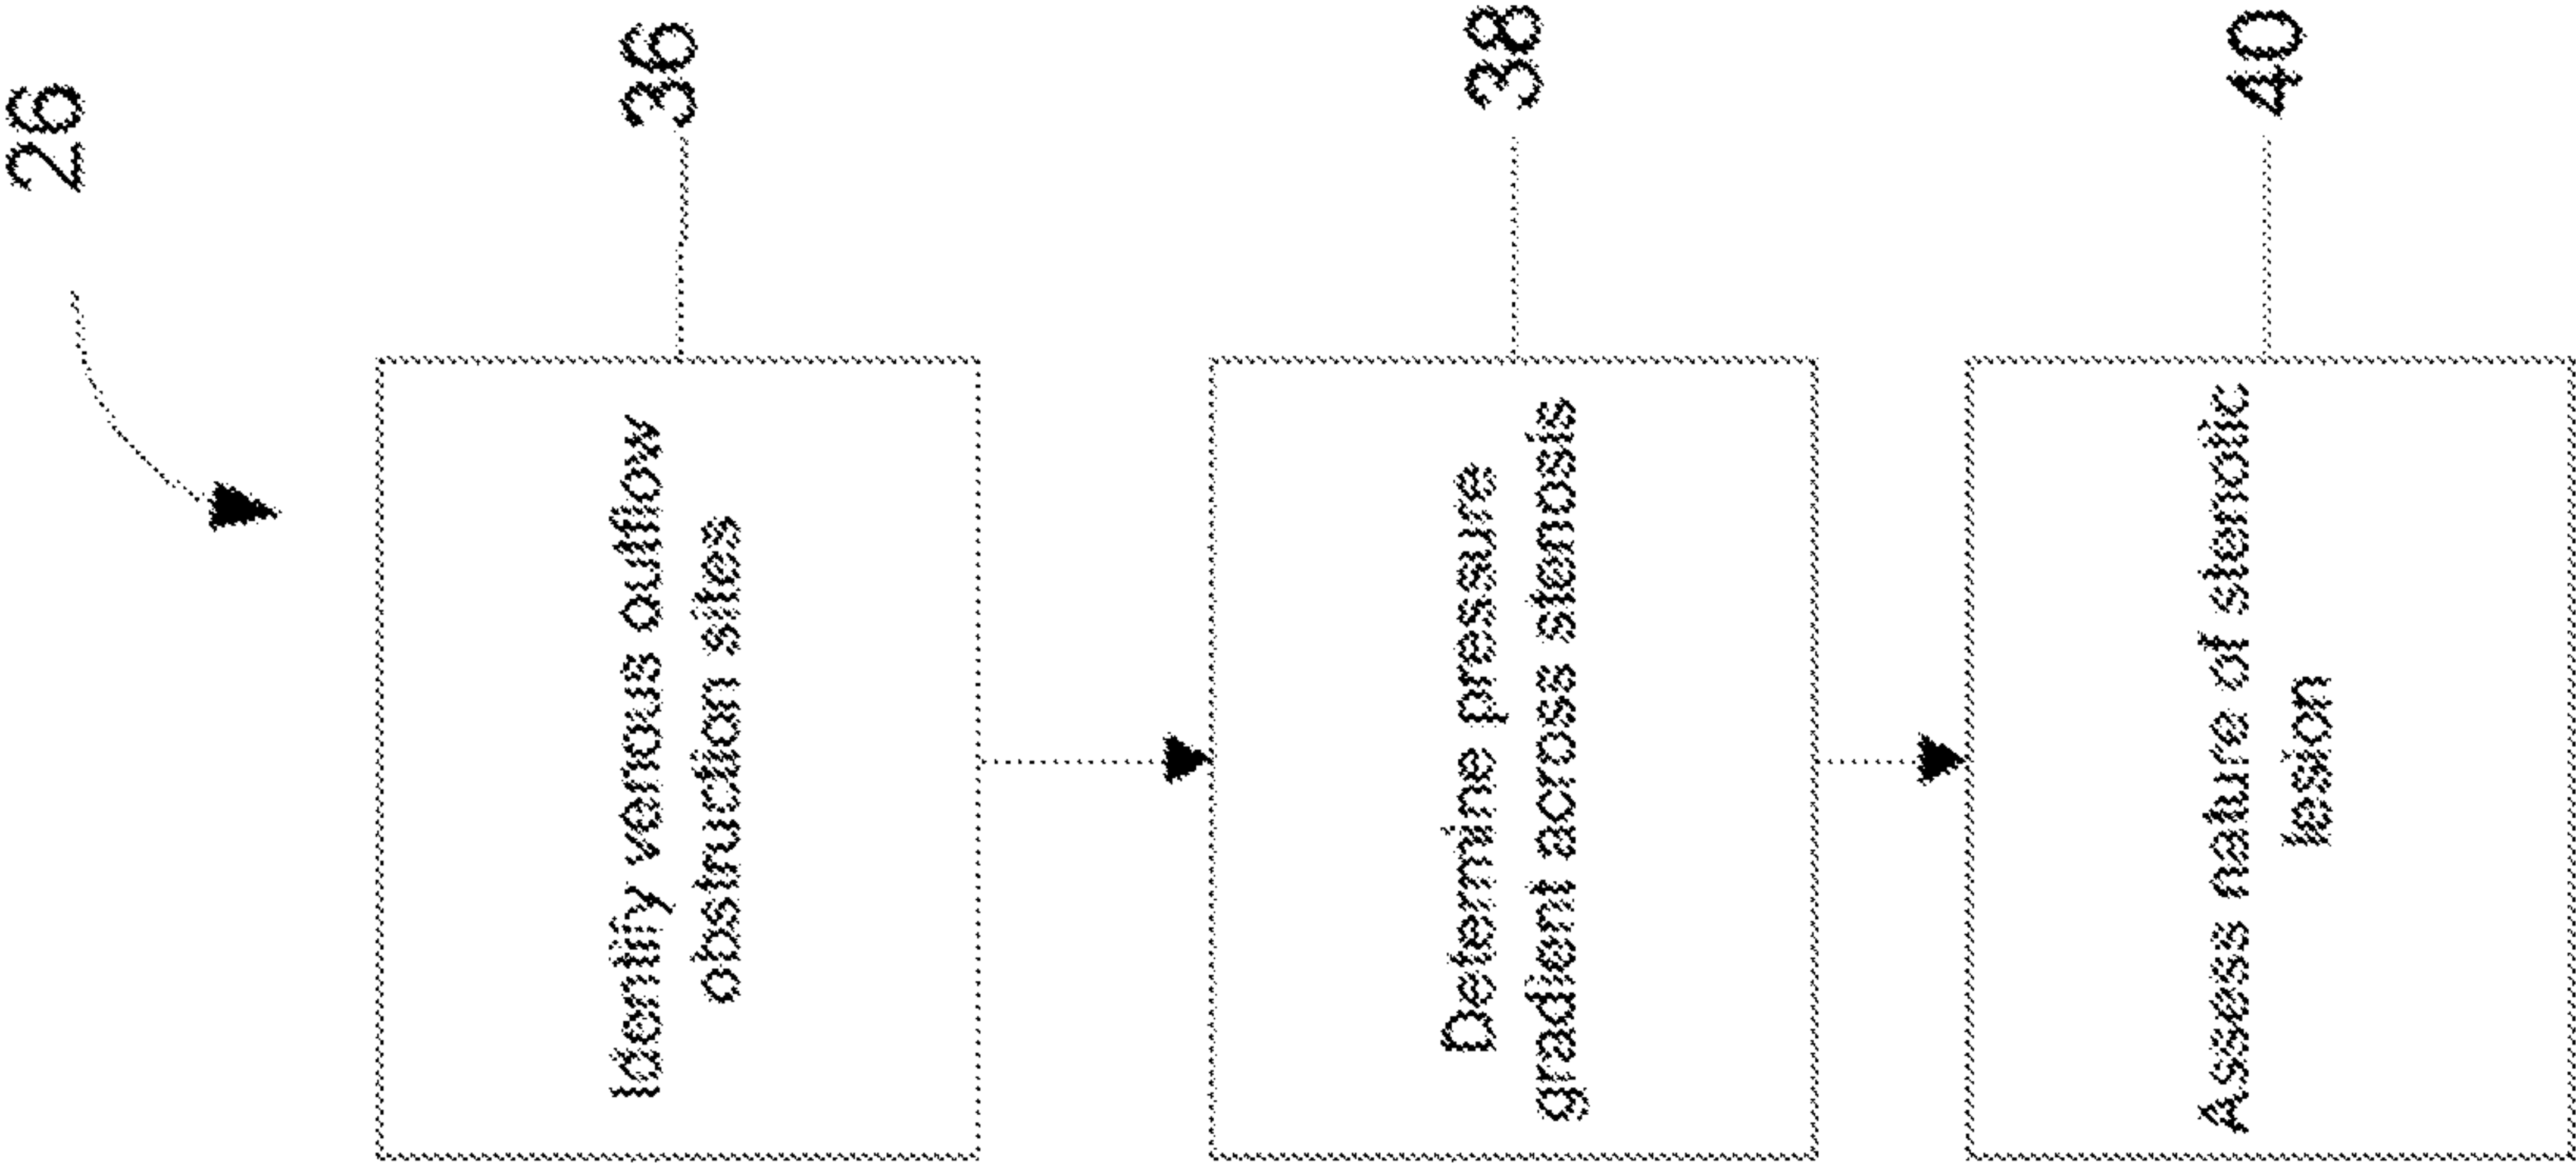 26
Identify venous outflow
obstruction sites
36
Determine pressure
gradient across stenosis
38
Assess nature of stenotic
lesion
40